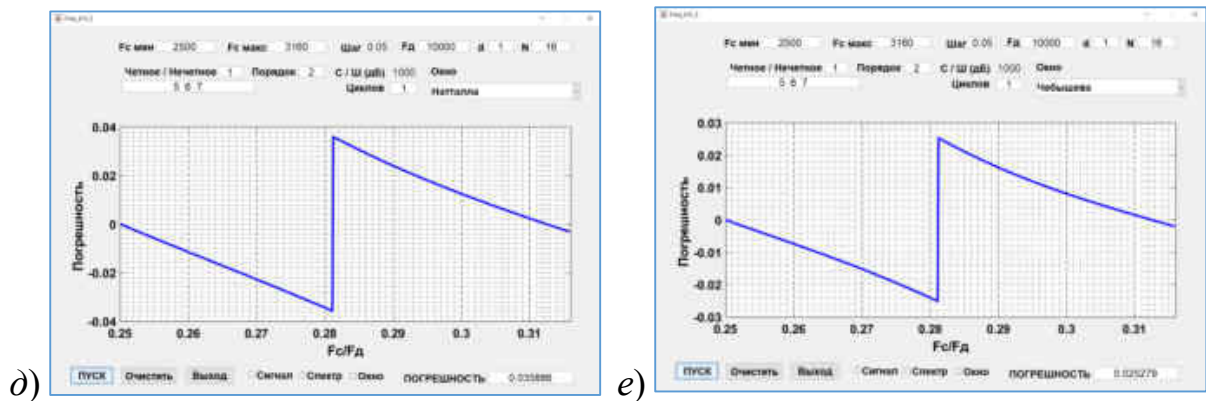 Fc мин 2500 Fc макс 3160 Шаг 0.05 Fд 10000 d 1 N 16
Четное / Нечетное 1 Порядок 2 С / Ш (дБ) 1000 Окно
5 6 7 Циклов 1 Натталла
0.04
0.02
0
-0.02
-0.04
Погрешность
0.25 0.26 0.27 0.28 0.29 0.3 0.31
Fc/Fд
ПУСК Очистить Выход Сигнал Спектр Окно ПОГРЕШНОСТЬ
д)
Fc мин 2500 Fc макс 3160 Шаг 0.05 Fд 10000 d 1 N 16
Четное / Нечетное 1 Порядок 2 С / Ш (дБ) 1000 Окно
5 6 7 Циклов 1 Чебышева
0.03
0.02
0.01
0
-0.01
-0.02
-0.03
Погрешность
0.25 0.26 0.27 0.28 0.29 0.3 0.31
Fc/Fд
ПУСК Очистить Выход Сигнал Спектр Окно ПОГРЕШНОСТЬ 0.025279
е)